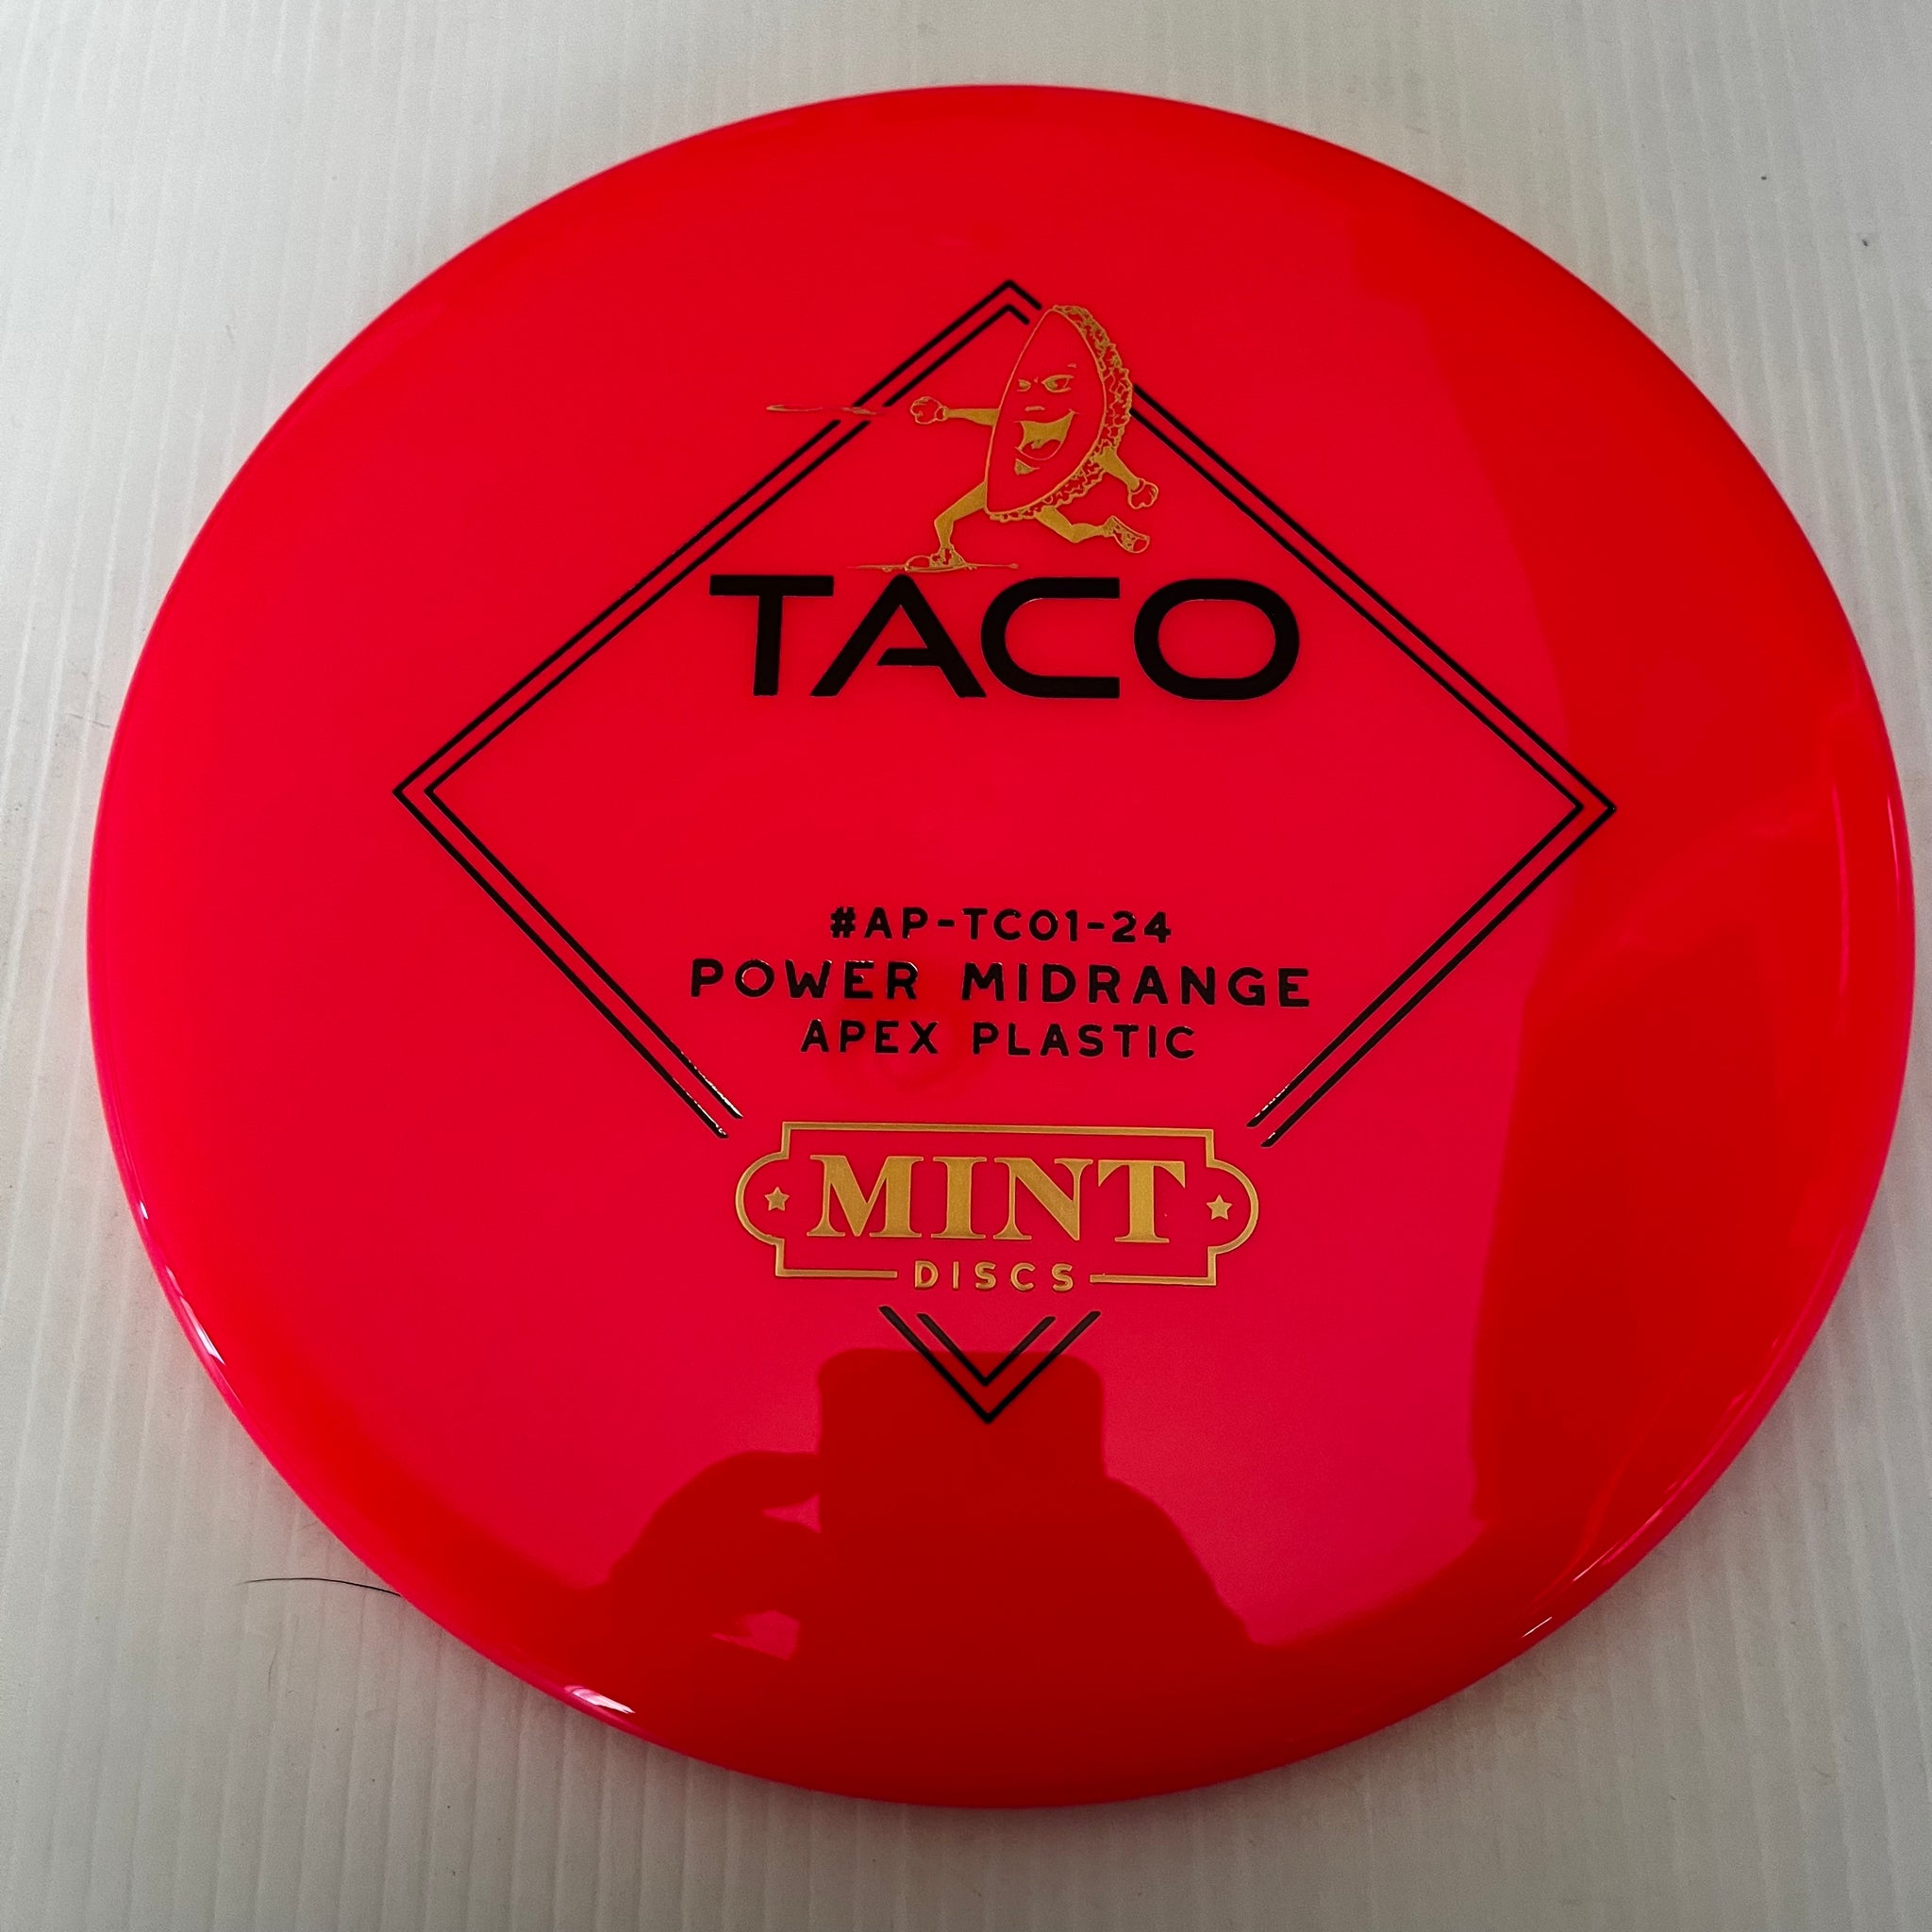 TACO
#AP-TC01-24
POWER MIDRANGE
APEX PLASTIC
MINT
DISCS